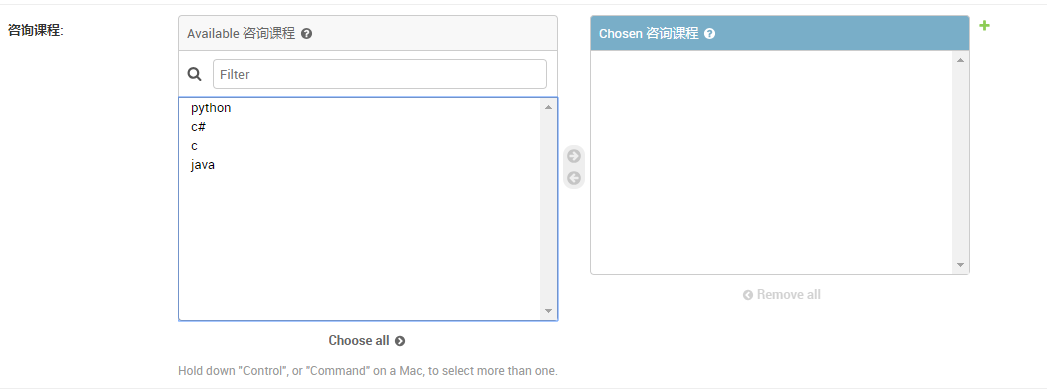 咨询课程:
Available 咨询课程
Filter
python
c#
c
java
Choose all
Hold down "Control", or "Command" on a Mac, to select more than one.
Chosen 咨询课程
Remove all